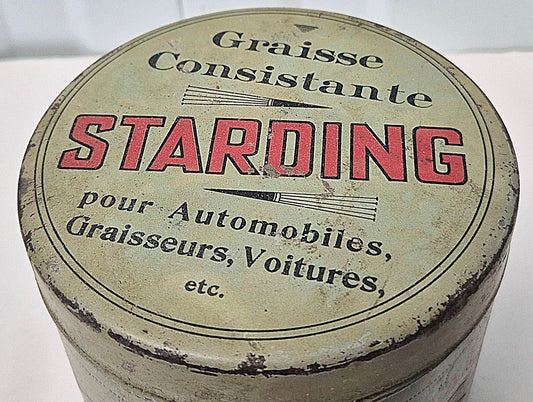 Graisse
Consistante
STARDING
pour Automobiles,
Graisseurs, Voitures,
etc.